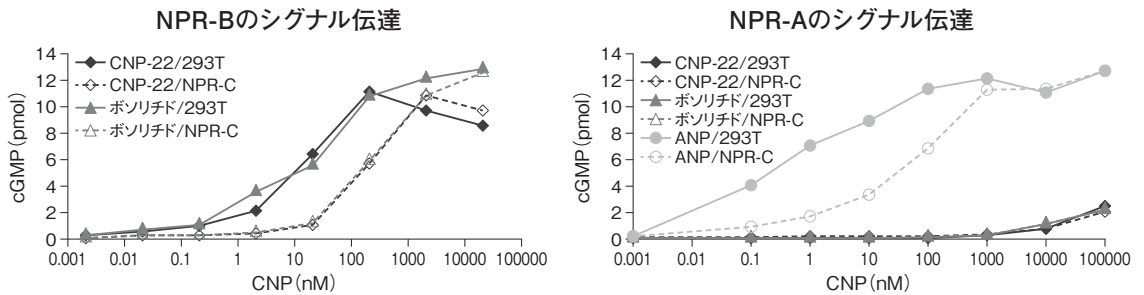 NPR-Bのシグナル伝達
cGMP(pmol)
14
12
10
8
6
4
2
0
CNP-22/293T
CNP-22/NPR-C
ボソリチド/293T
ボソリチド/NPR-C
0.001 0.01 0.1 1 10 100 1000 10000 100000
CNP(nM)
NPR-Aのシグナル伝達
cGMP(pmol)
14
12
10
8
6
4
2
0
CNP-22/293T
CNP-22/NPR-C
ボソリチド/293T
ボソリチド/NPR-C
ANP/293T
ANP/NPR-C
0.001 0.1 1 10 100 1000 10000 100000
CNP(nM)